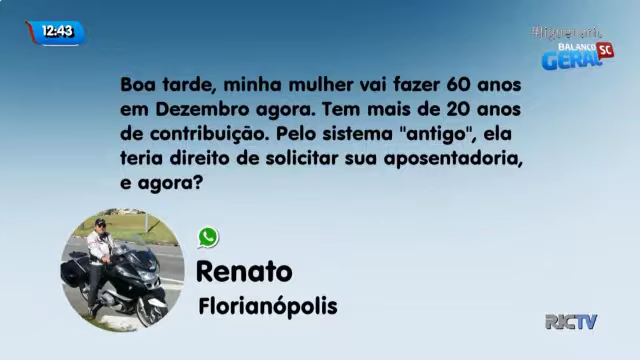 12:43
BALANÇO
GERAL SC
Boa tarde, minha mulher vai fazer 60 anos
em Dezembro agora. Tem mais de 20 anos
de contribuição. Pelo sistema "antigo", ela
teria direito de solicitar sua aposentadoria,
e agora?
Renato
Florianópolis
RICTV